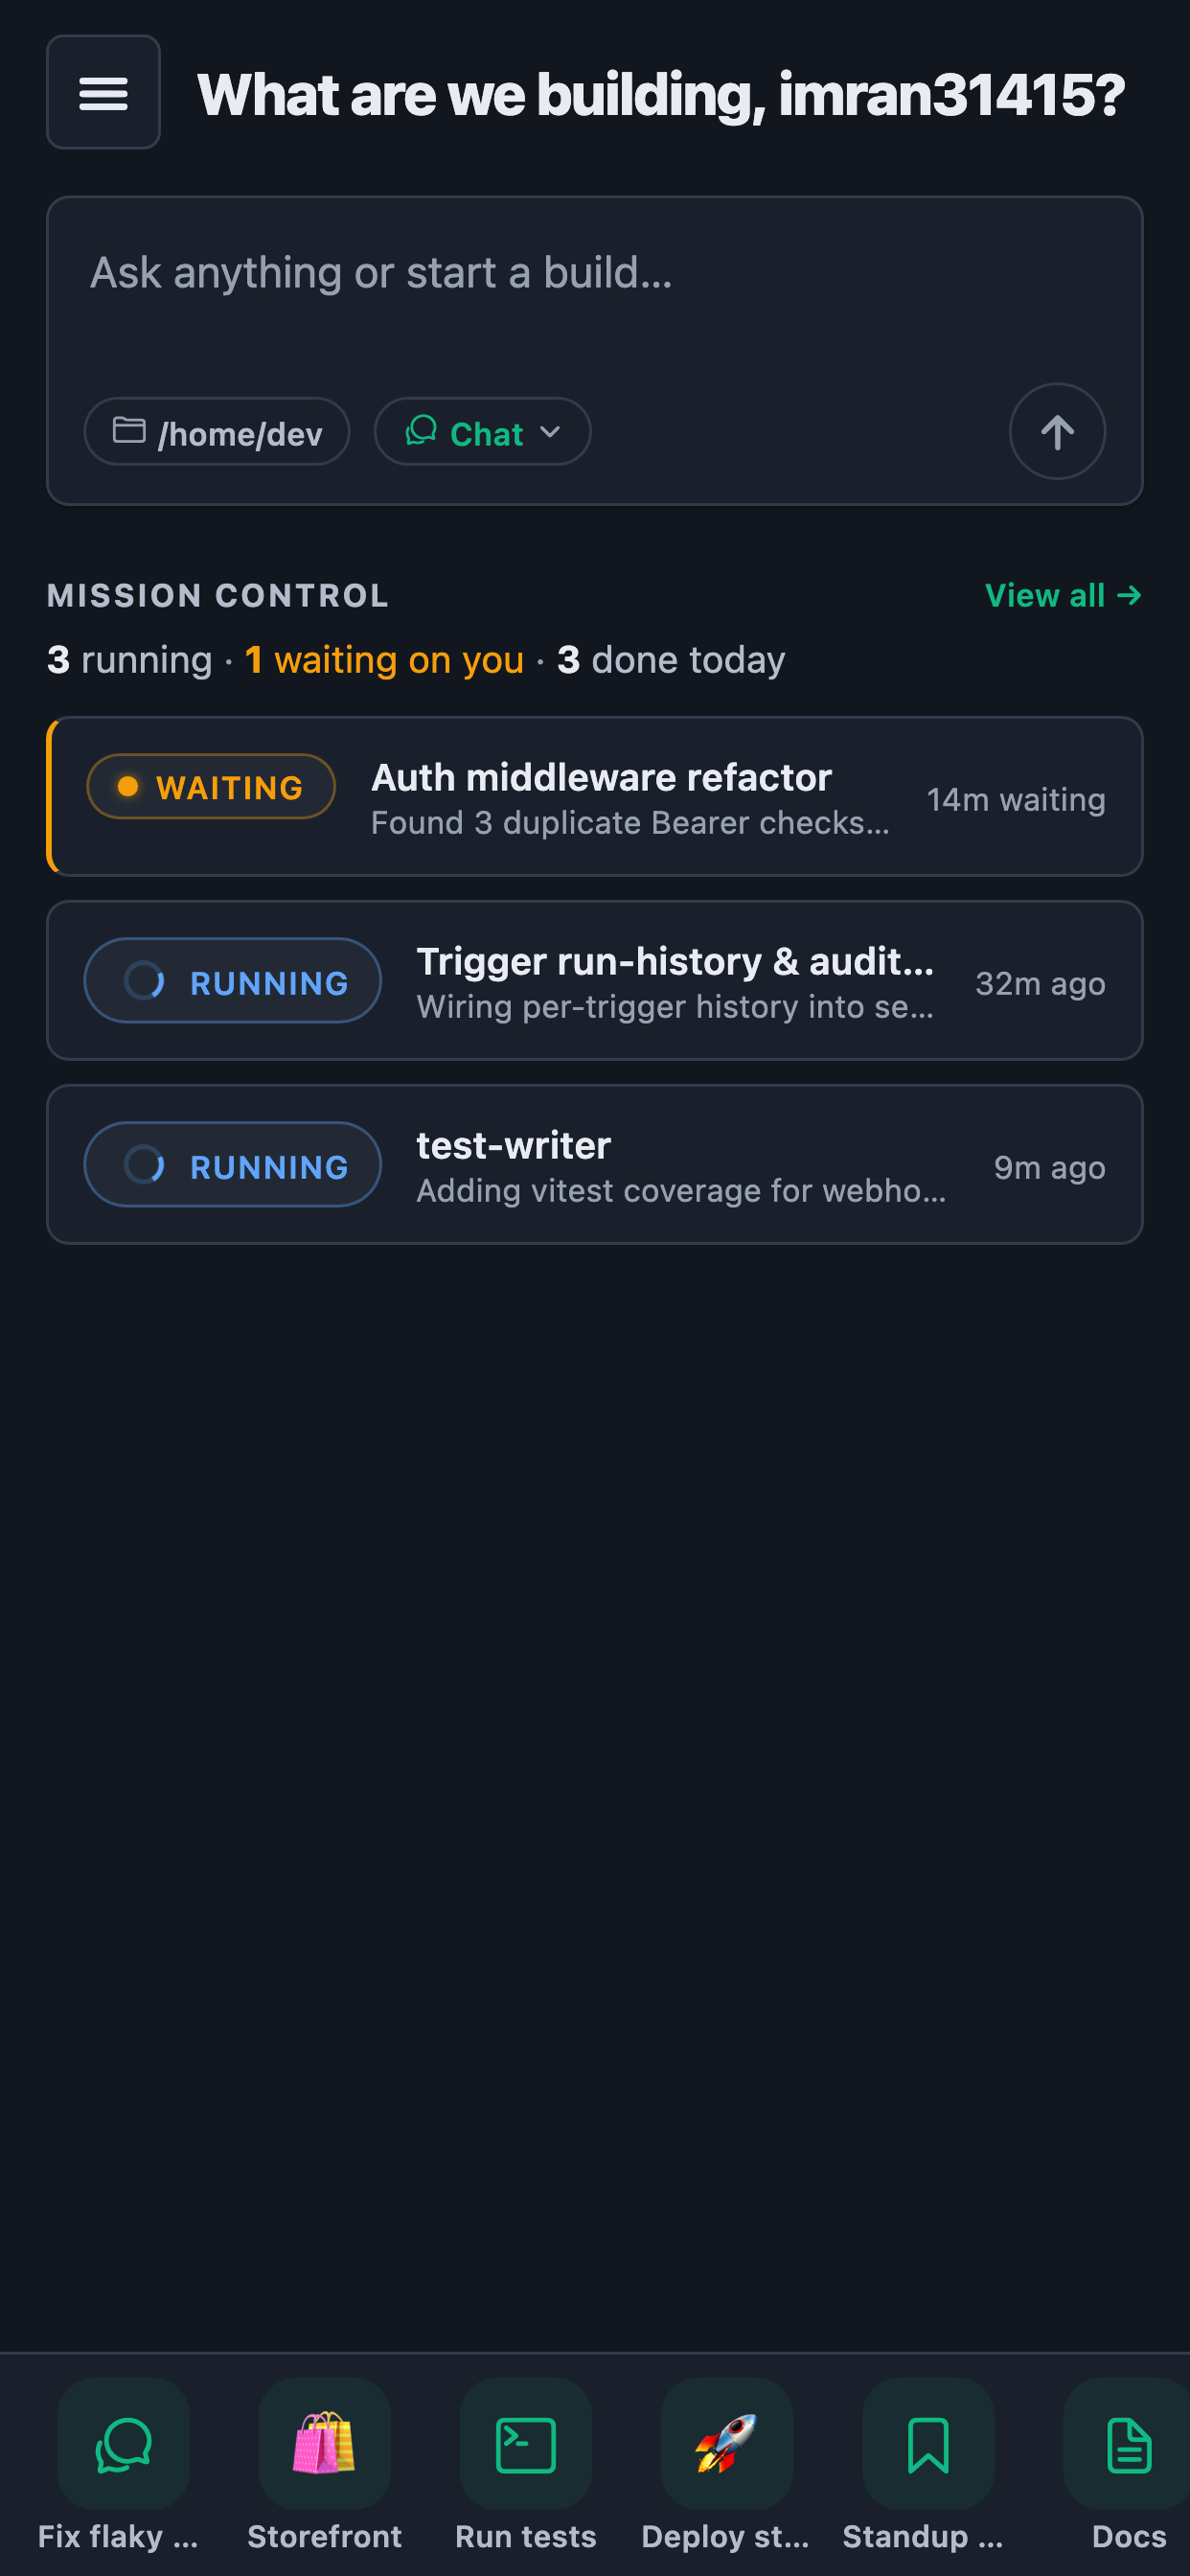 What are we building, imran31415?
Ask anything or start a build...
/home/dev
Chat
MISSION CONTROL
View all →
3 running · 1 waiting on you · 3 done today
WAITING
Auth middleware refactor
Found 3 duplicate Bearer checks...
14m waiting
RUNNING
Trigger run-history & audit...
Wiring per-trigger history into se...
32m ago
RUNNING
test-writer
Adding vitest coverage for webho...
9m ago
Fix flaky ...
Storefront
Run tests
Deploy st...
Standup ...
Docs